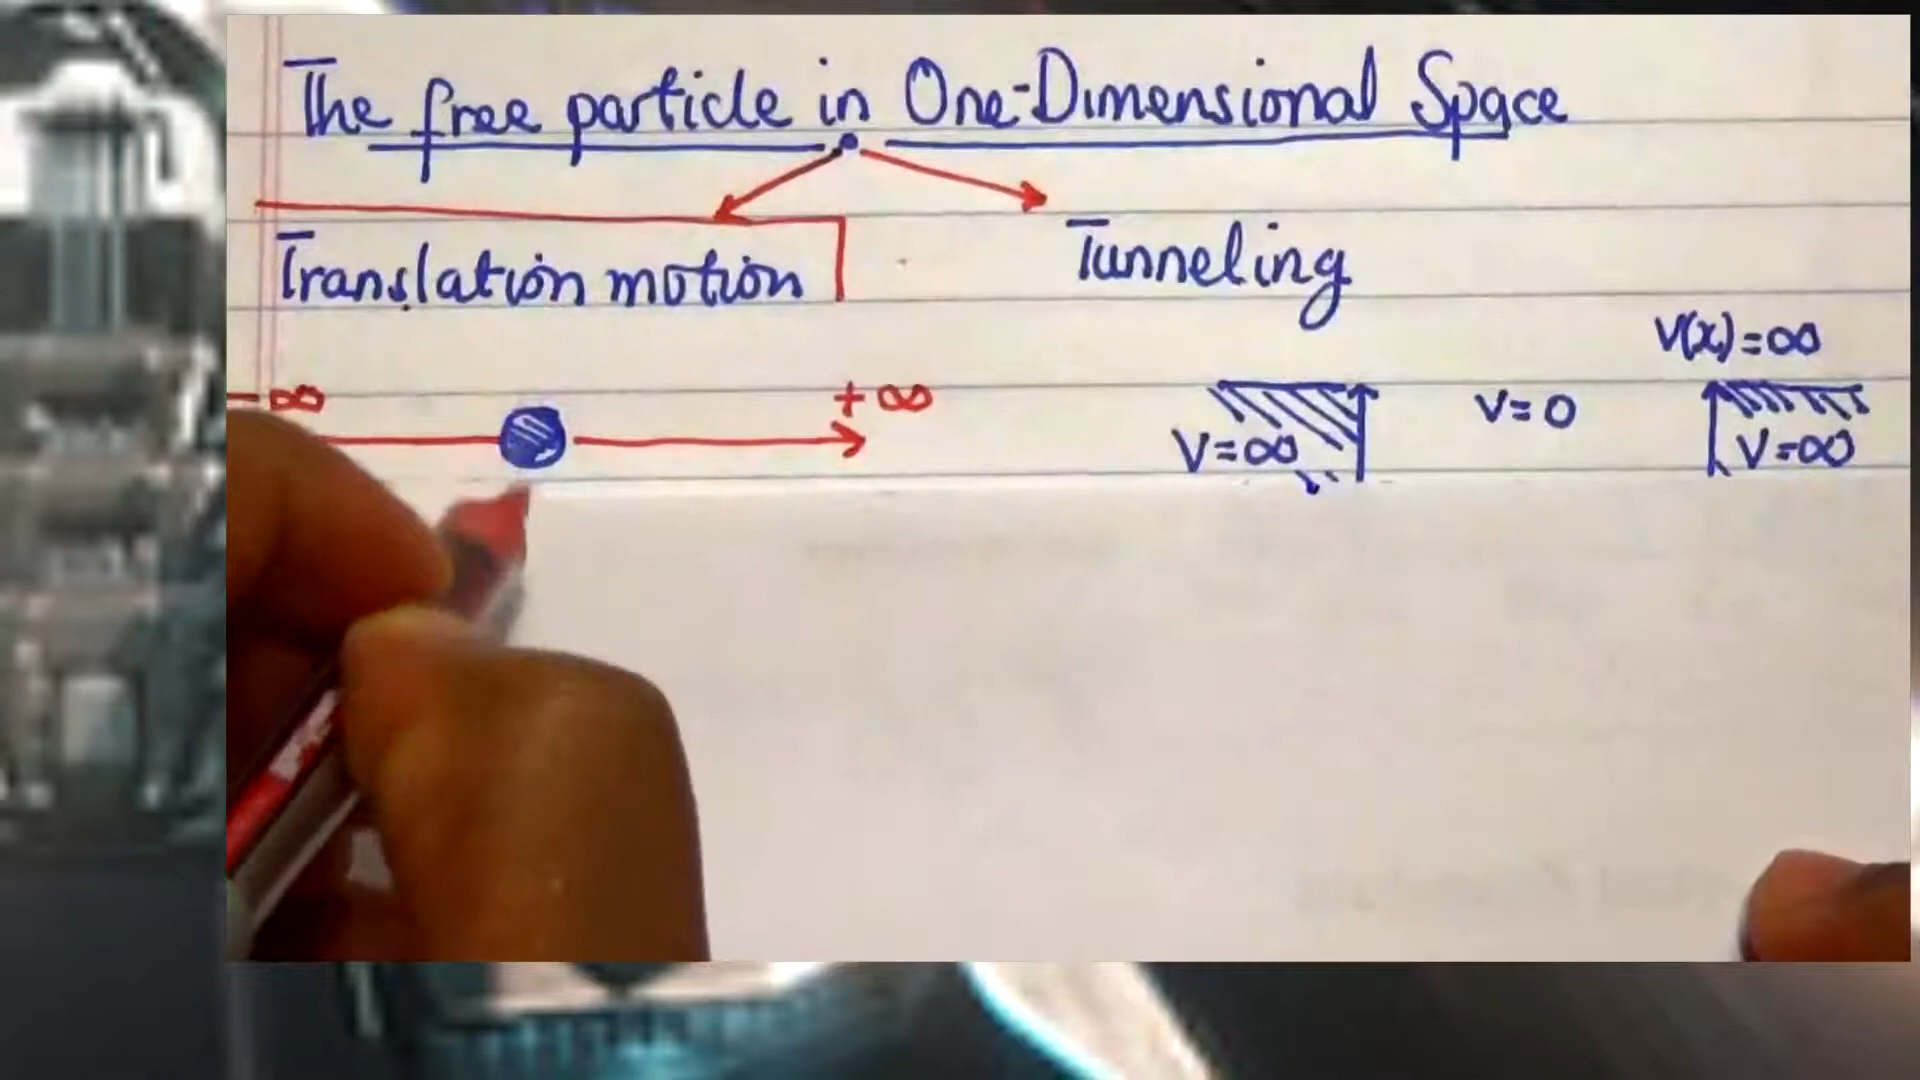 The free particle in One-Dimensional Space
Translation motion
Tunneling
V(x)=∞
-∞
+∞
V=∞
V=0
V=∞